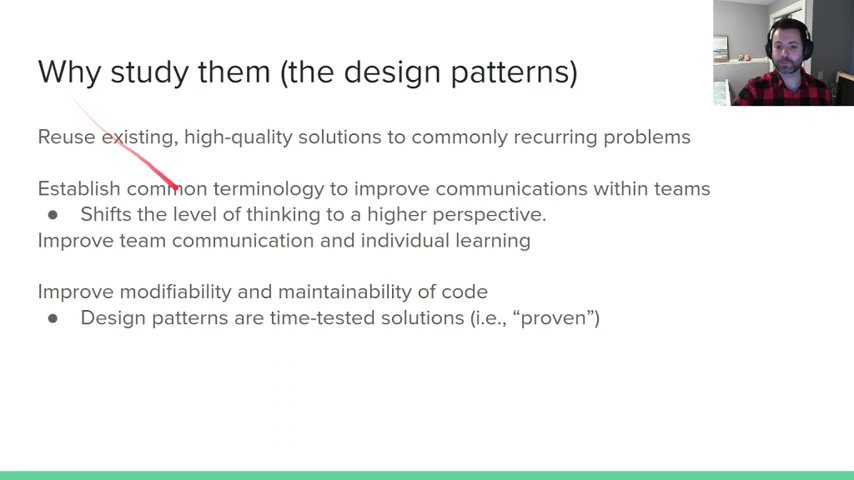 Why study them (the design patterns)
Reuse existing, high-quality solutions to commonly recurring problems
Establish common terminology to improve communications within teams
● Shifts the level of thinking to a higher perspective.
Improve team communication and individual learning
Improve modifiability and maintainability of code
● Design patterns are time-tested solutions (i.e., “proven”)